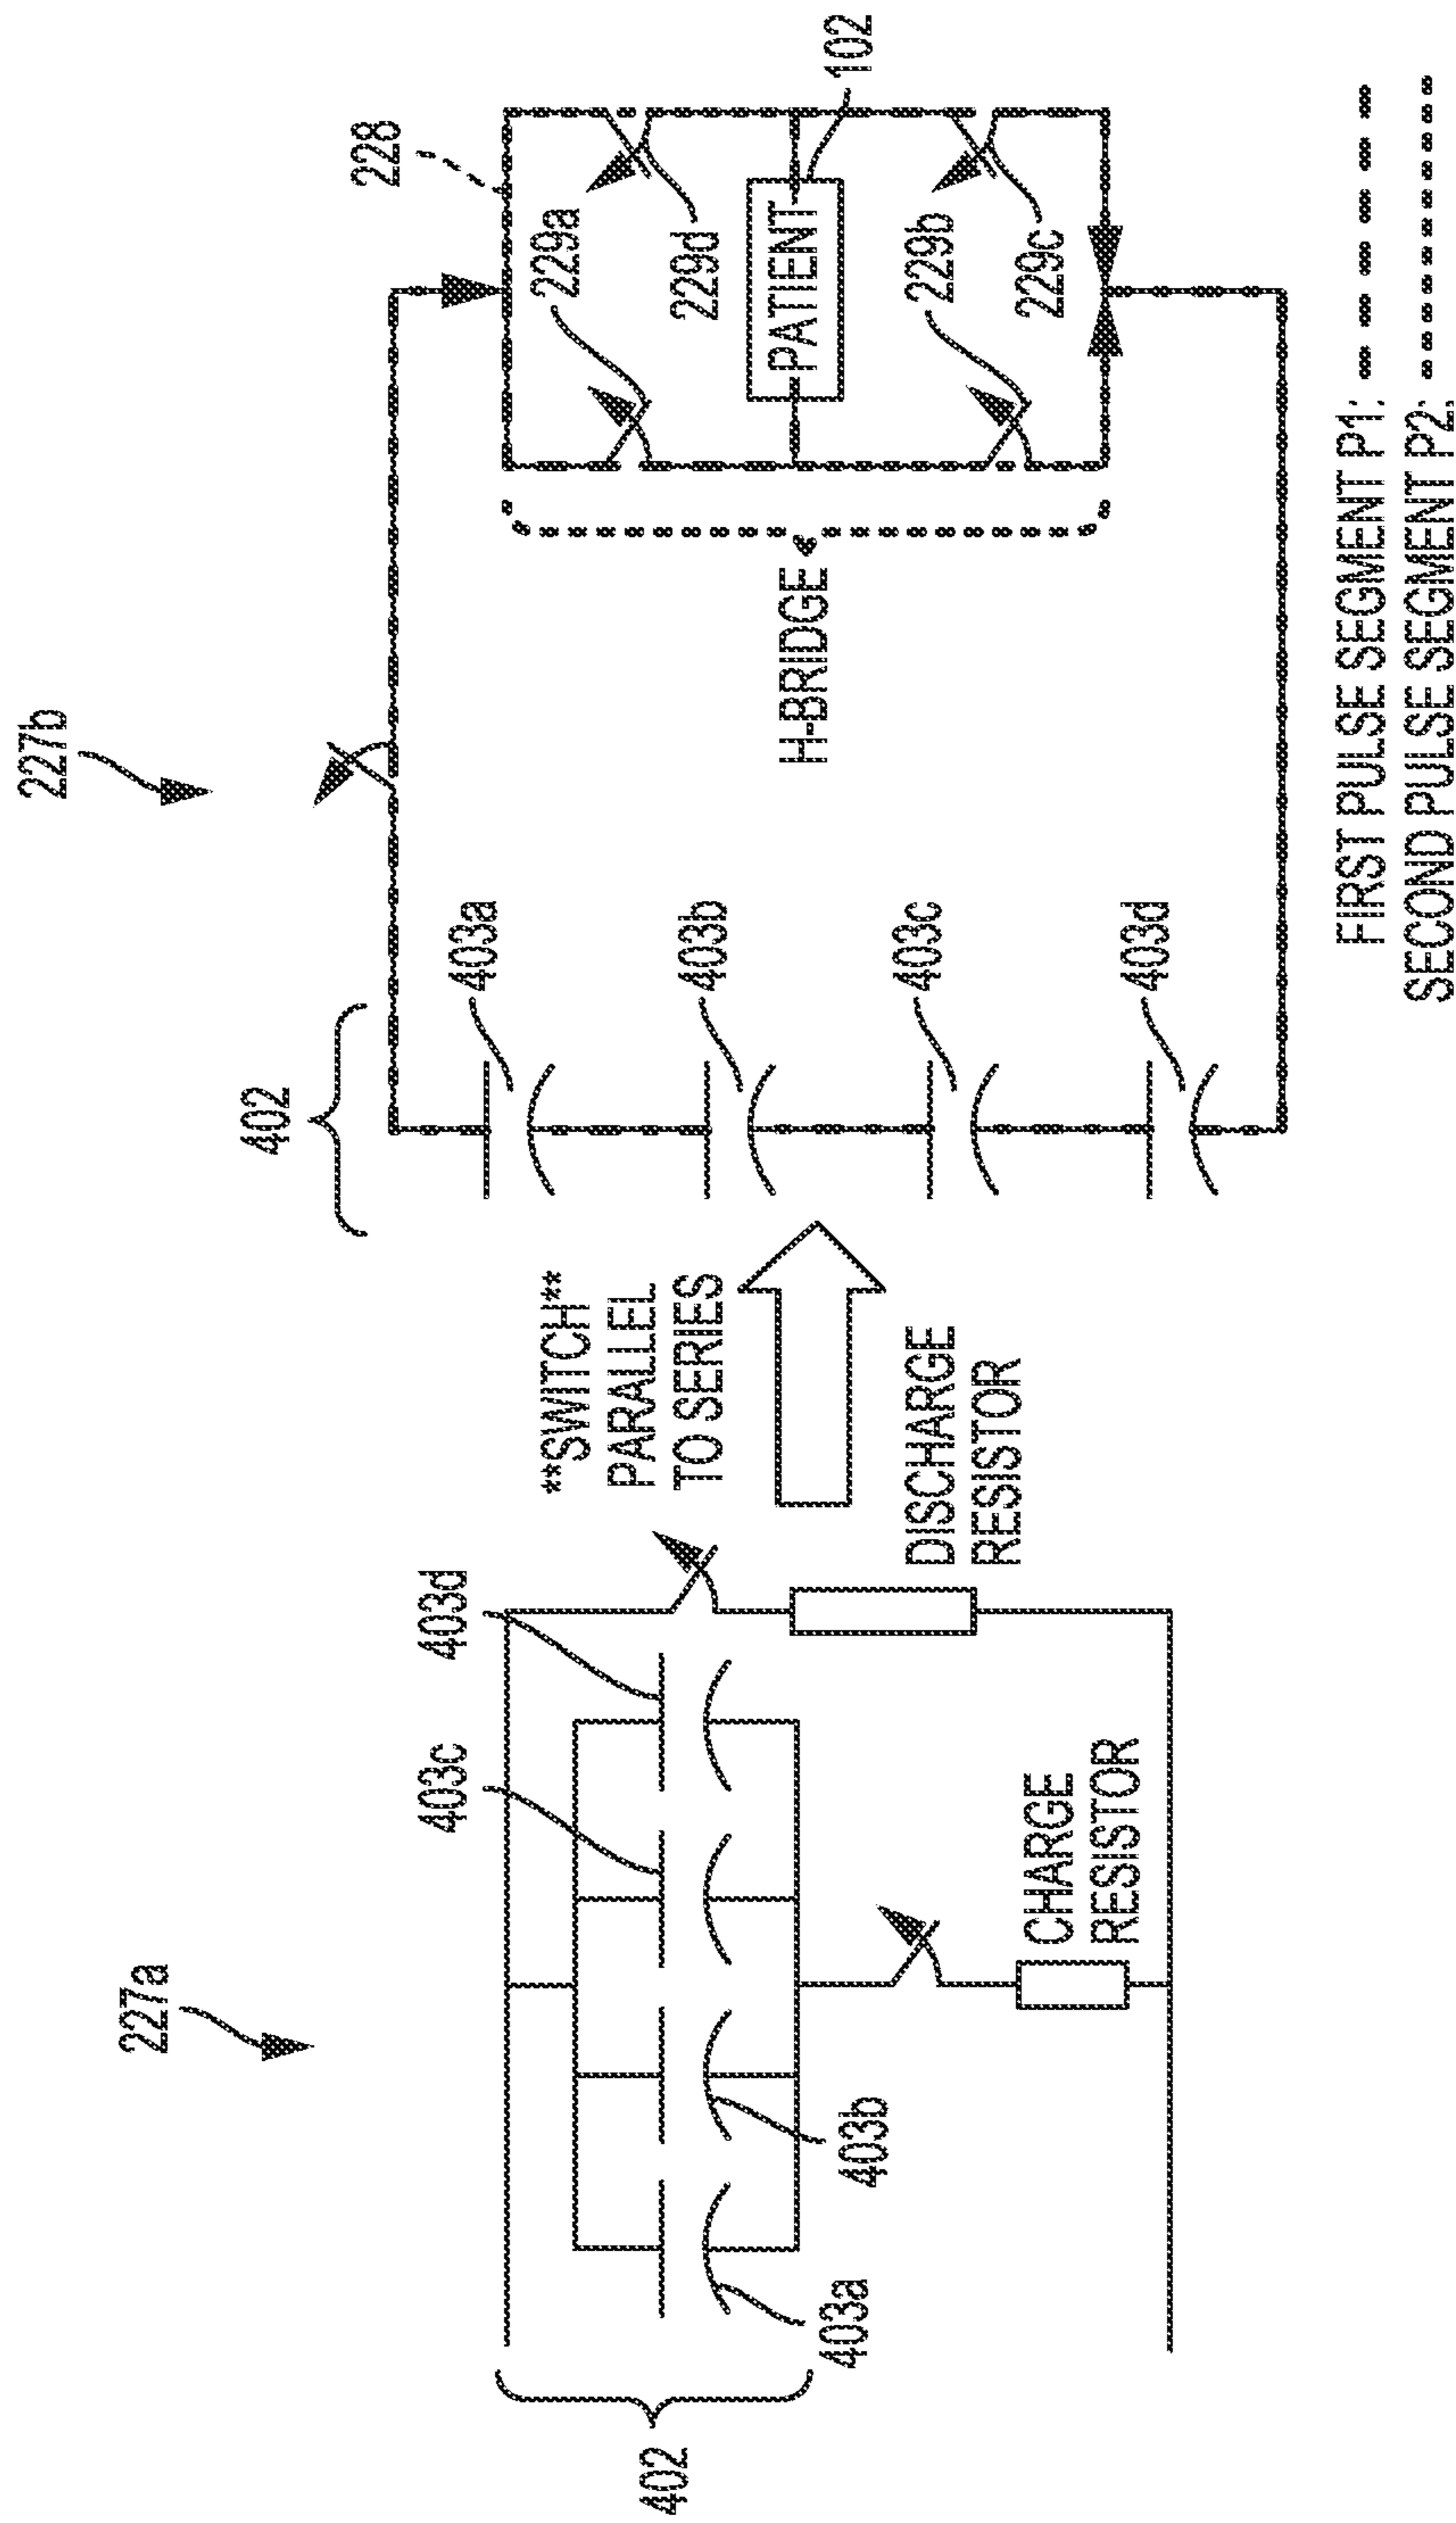 227a
402
403a
403b
403c
403d
CHARGE
RESISTOR
DISCHARGE
RESISTOR
**SWITCH**
PARALLEL
TO SERIES
227b
402
403a
403b
403c
403d
228
H-BRIDGE
229a
229d
PATIENT
102
229b
229c
FIRST PULSE SEGMENT P1:
SECOND PULSE SEGMENT P2: